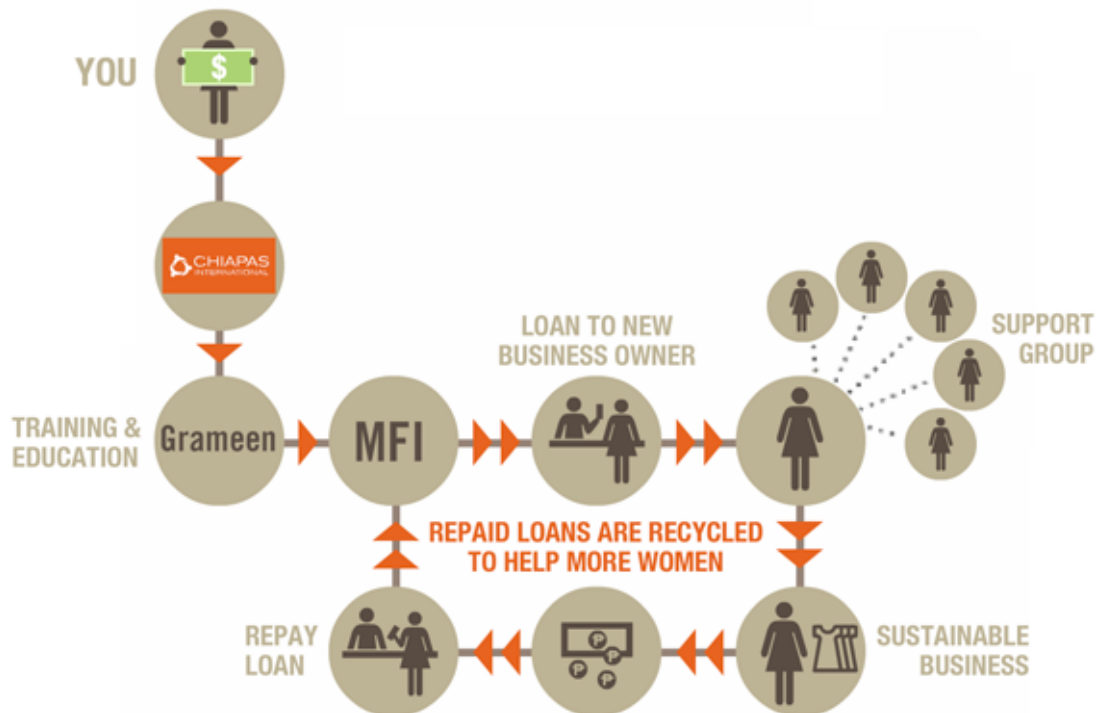 YOU
$
CHIAPAS
INTERNATIONAL
LOAN TO NEW
BUSINESS OWNER
SUPPORT
GROUP
TRAINING &
EDUCATION
Grameen
MFI
REPAID LOANS ARE RECYCLED
TO HELP MORE WOMEN
REPAY
LOAN
P
P
P
P
SUSTAINABLE
BUSINESS